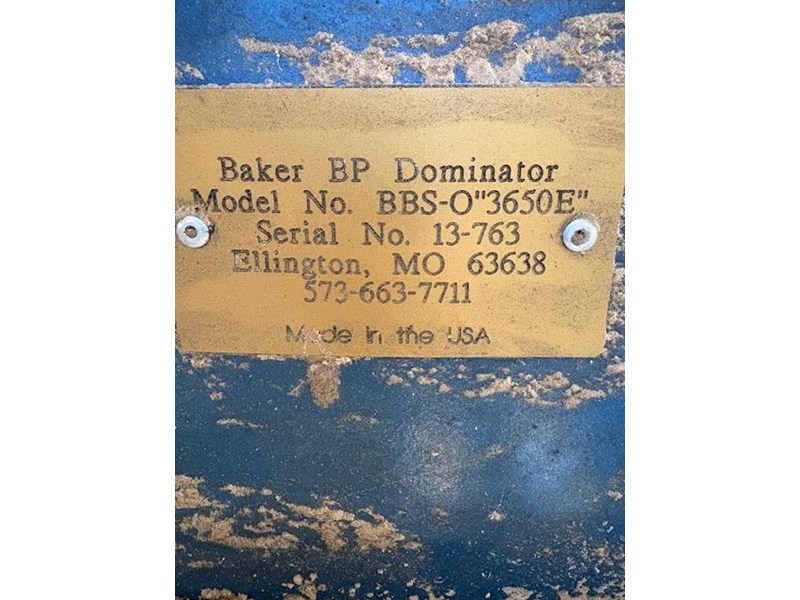 Baker BP Dominator
Model No. BBS-O"3650E"
Serial No. 13-763
Ellington, MO 63638
573-663-7711
Made in the USA